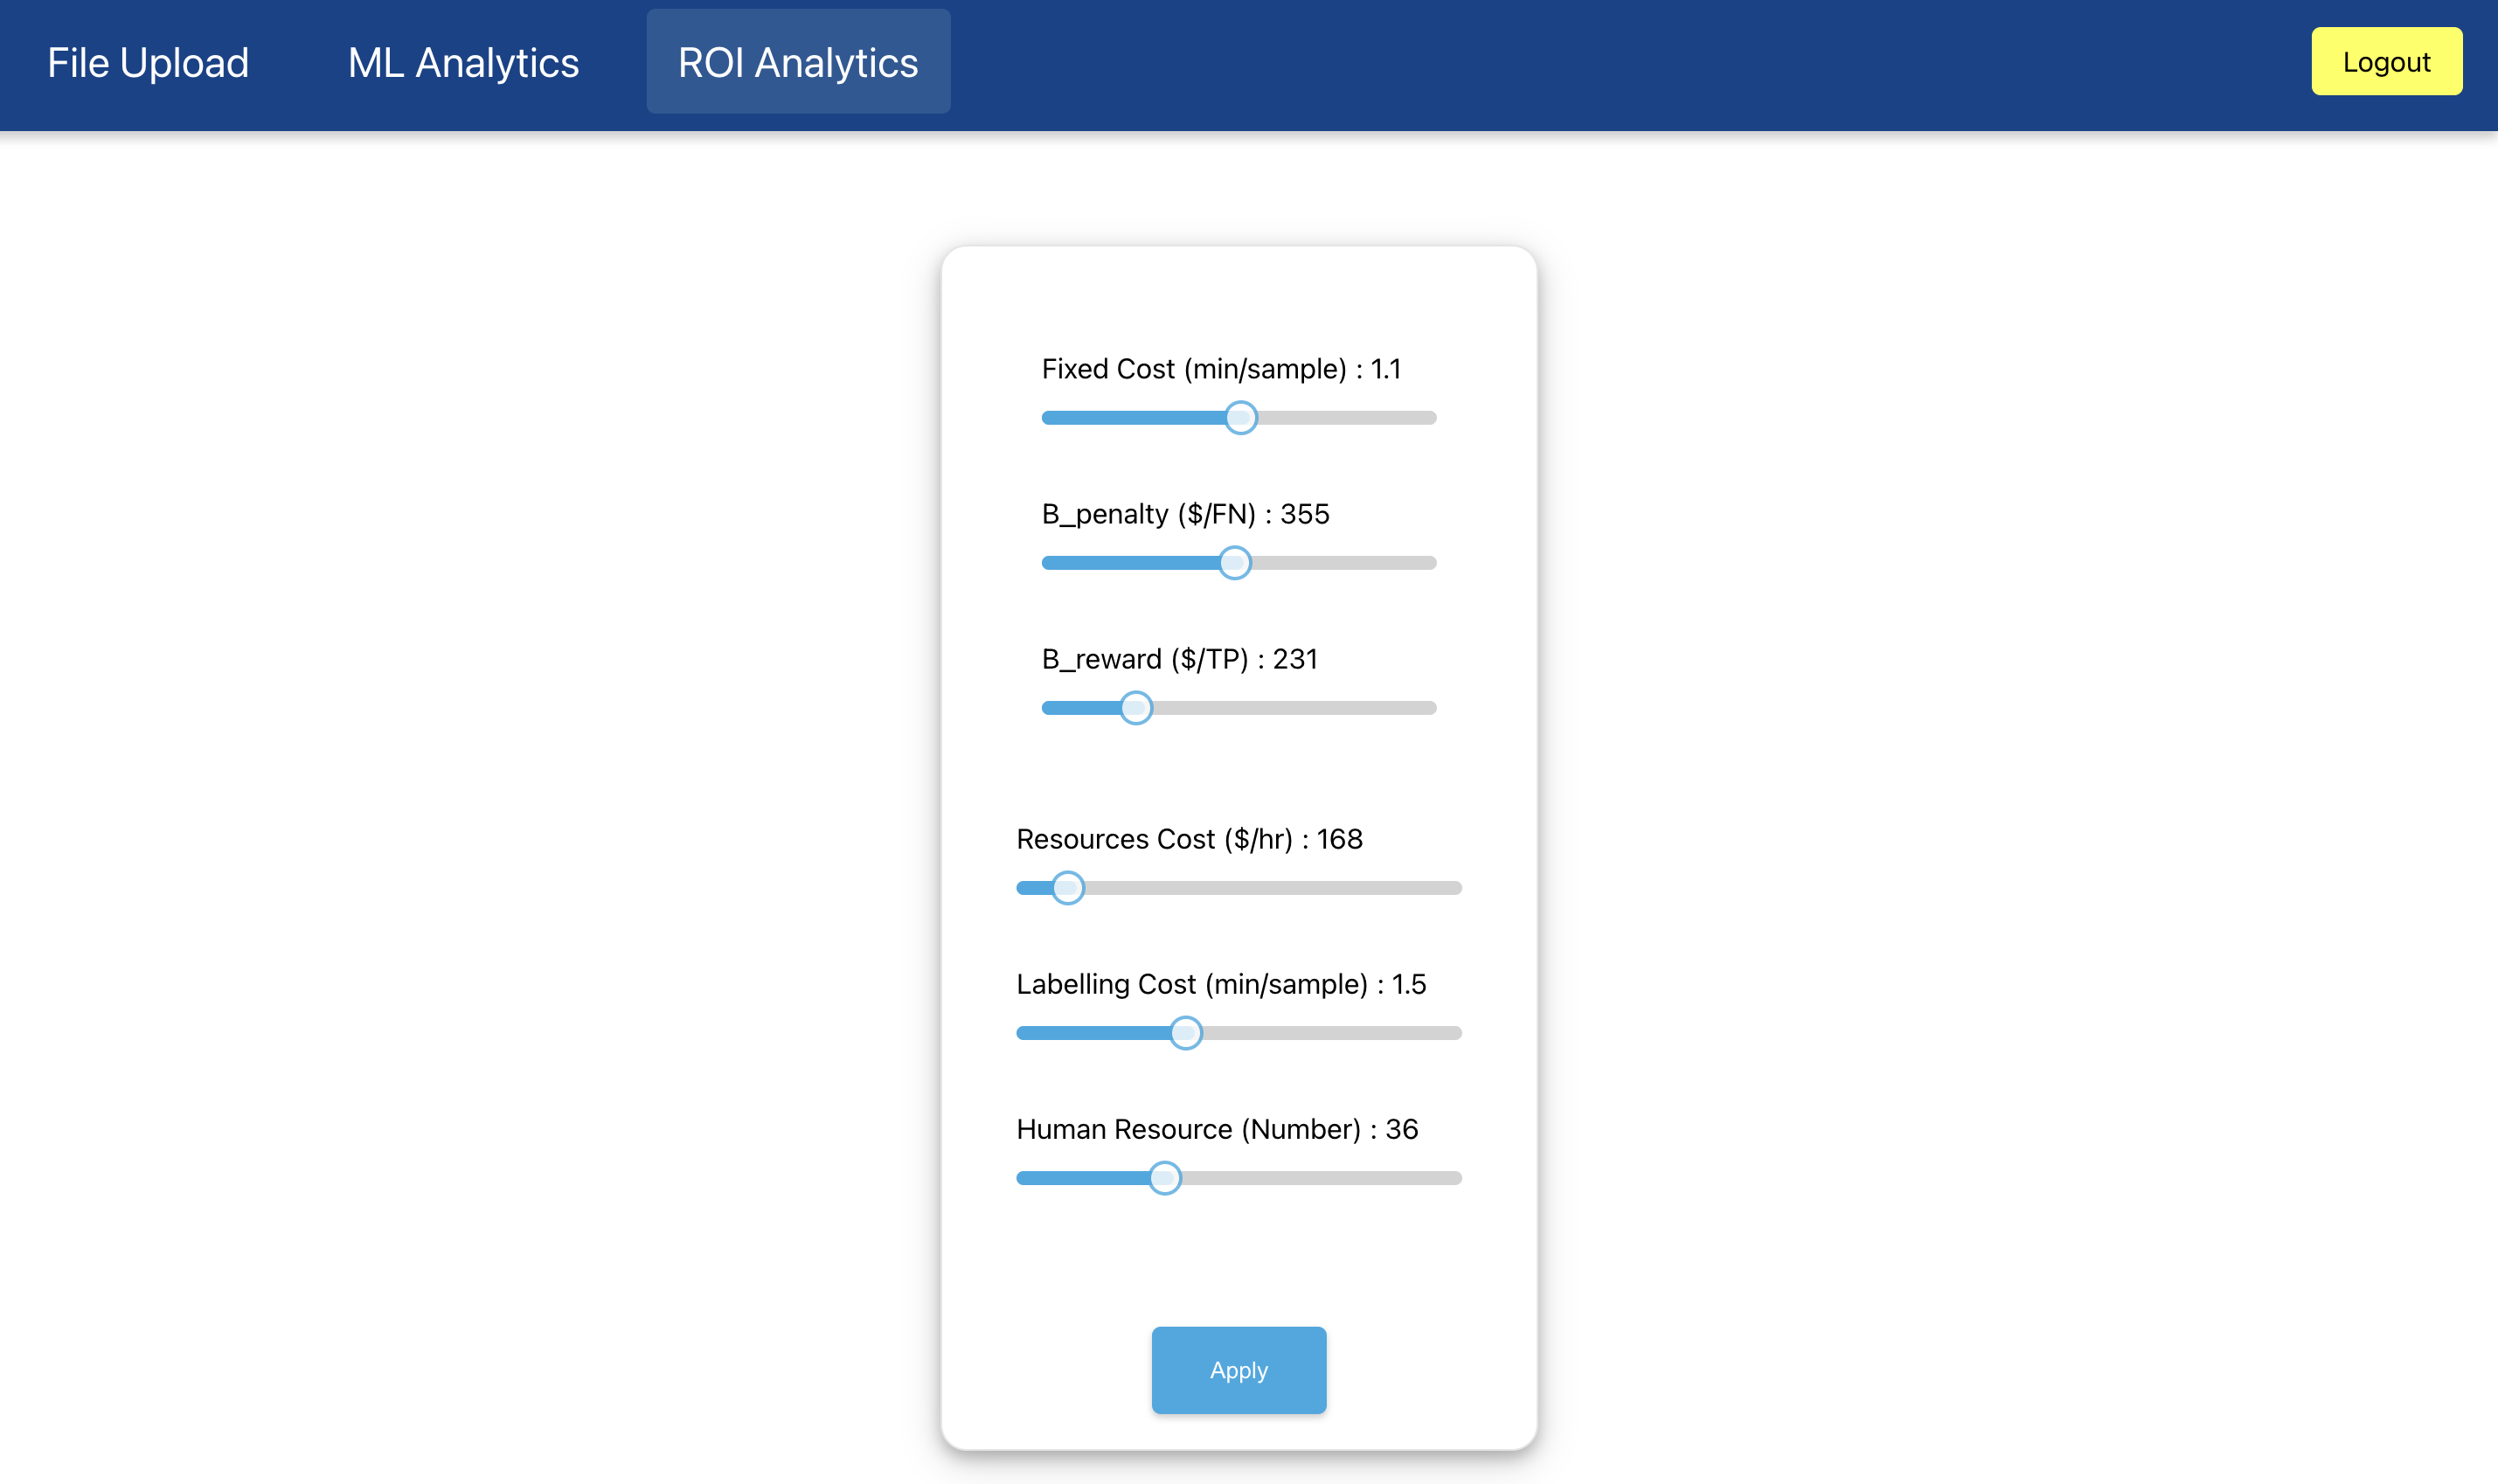 File Upload ML Analytics ROI Analytics Logout
Fixed Cost (min/sample) : 1.1
B_penalty ($/FN) : 355
B_reward ($/TP) : 231
Resources Cost ($/hr) : 168
Labelling Cost (min/sample) : 1.5
Human Resource (Number) : 36
Apply